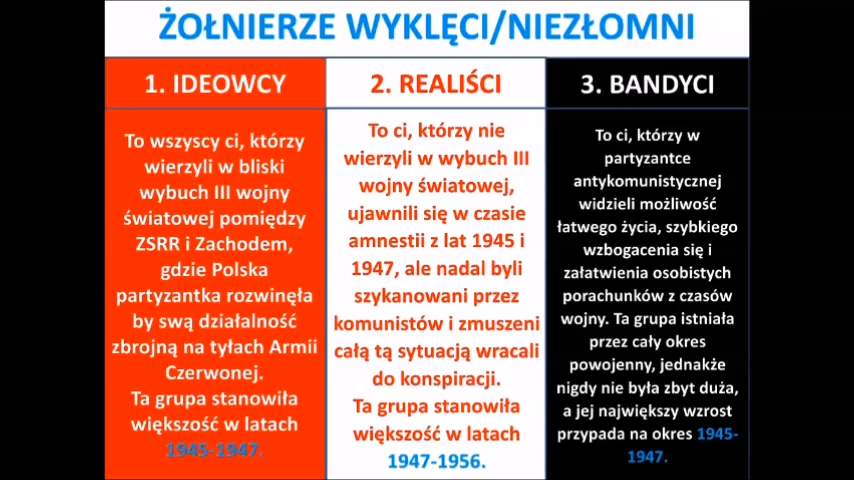 ŻOŁNIERZE WYKLĘCI/NIEZŁOMNI
1. IDEOWCY
To wszyscy ci, którzy
wierzyli w bliski
wybuch III wojny
światowej pomiędzy
ZSRR i Zachodem,
gdzie Polska
partyzantka rozwinęła
by swą działalność
zbrojną na tyłach Armii
Czerwonej.
Ta grupa stanowiła
większość w latach
1945-1947.
2. REALIŚCI
To ci, którzy nie
wierzyli w wybuch III
wojny światowej,
ujawnili się w czasie
amnestii z lat 1945 i
1947, ale nadal byli
szykanowani przez
komunistów i zmuszeni
całą tą sytuacją wracali
do konspiracji.
Ta grupa stanowiła
większość w latach
1947-1956.
3. BANDYCI
To ci, którzy w
partyzantce
antykomunistycznej
widzieli możliwość
łatwego życia, szybkiego
wzbogacenia się i
załatwienia osobistych
porachunków z czasów
wojny. Ta grupa istniała
przez cały okres
powojenny, jednakże
nigdy nie była zbyt duża,
a jej największy wzrost
przypada na okres 1945-
1947.